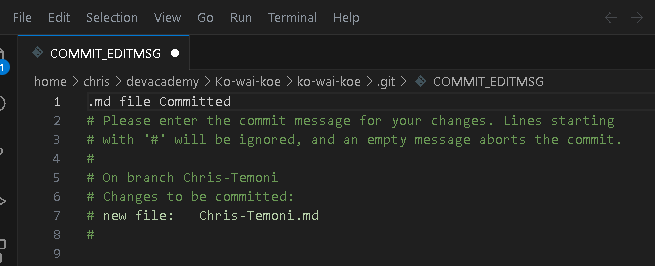 File Edit Selection View Go Run Terminal Help
1
COMMIT_EDITMSG
home > chris > devacademy > Ko-wai-koe > ko-wai-koe > .git > COMMIT_EDITMSG
1 .md file Committed
2 # Please enter the commit message for your changes. Lines starting
3 # with '#' will be ignored, and an empty message aborts the commit.
4 #
5 # On branch Chris-Temoni
6 # Changes to be committed:
7 # new file:   Chris-Temoni.md
8 #
9